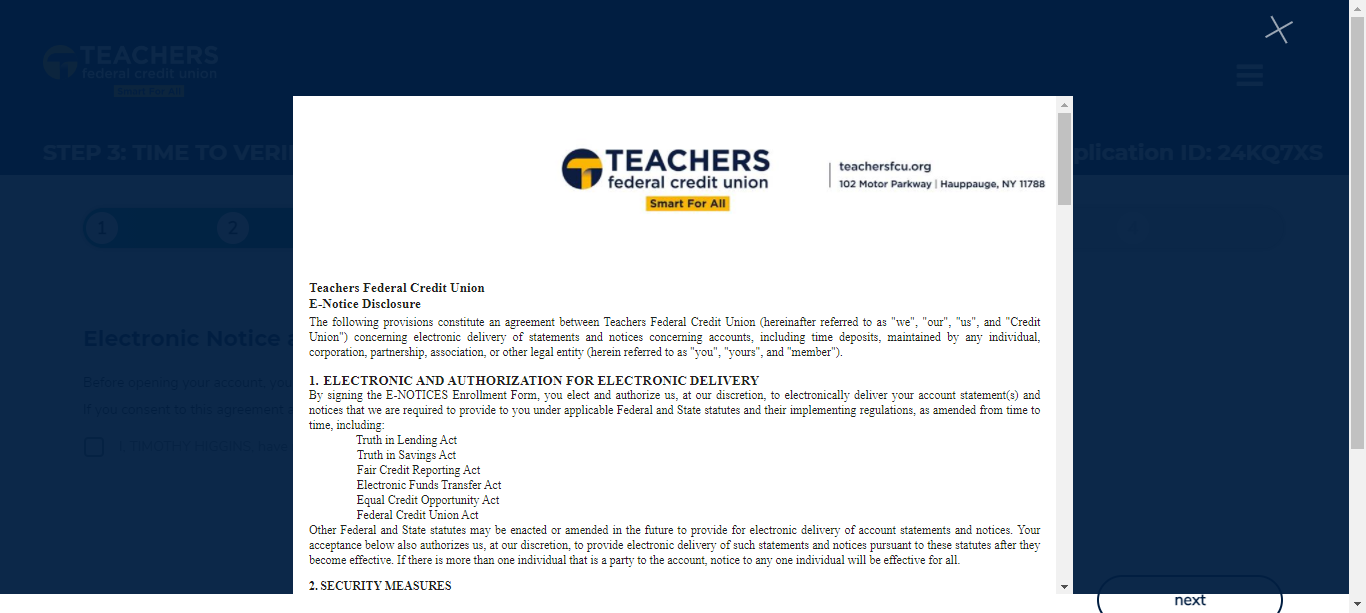 TEACHERS
federal credit union
Smart For All
STEP 3: TIME TO VERI
plication ID: 24KQ7XS
1 2
Electronic Notice a
Before opening your account, you
If you consent to this agreement a
I, TIMOTHY HIGGINS, have
TEACHERS
federal credit union
Smart For All
teachersfcu.org
102 Motor Parkway | Hauppauge, NY 11788
Teachers Federal Credit Union
E-Notice Disclosure
The following provisions constitute an agreement between Teachers Federal Credit Union (hereinafter referred to as "we", "our", "us", and "Credit
Union") concerning electronic delivery of statements and notices concerning accounts, including time deposits, maintained by any individual,
corporation, partnership, association, or other legal entity (herein referred to as "you", "yours", and "member").
1. ELECTRONIC AND AUTHORIZATION FOR ELECTRONIC DELIVERY
By signing the E-NOTICES Enrollment Form, you elect and authorize us, at our discretion, to electronically deliver your account statement(s) and
notices that we are required to provide to you under applicable Federal and State statutes and their implementing regulations, as amended from time to
time, including:
Truth in Lending Act
Truth in Savings Act
Fair Credit Reporting Act
Electronic Funds Transfer Act
Equal Credit Opportunity Act
Federal Credit Union Act
Other Federal and State statutes may be enacted or amended in the future to provide for electronic delivery of account statements and notices. Your
acceptance below also authorizes us, at our discretion, to provide electronic delivery of such statements and notices pursuant to these statutes after they
become effective. If there is more than one individual that is a party to the account, notice to any one individual will be effective for all.
2. SECURITY MEASURES
next